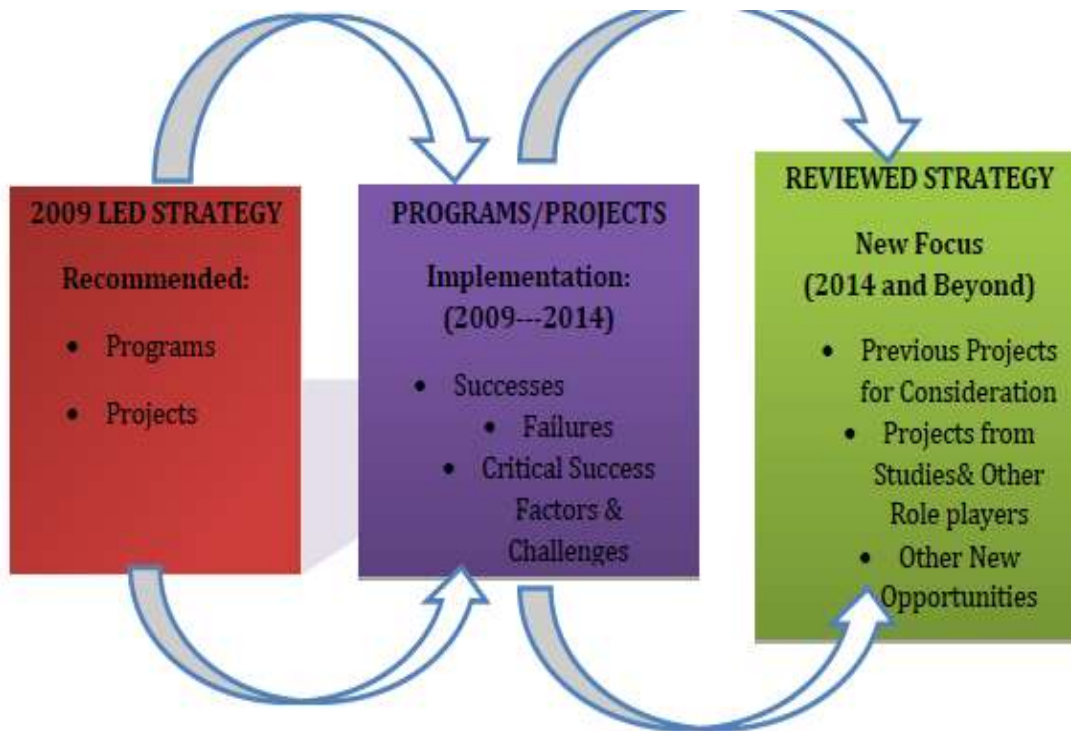 2009 LED STRATEGY
Recommended:
• Programs
• Projects
PROGRAMS/PROJECTS
Implementation:
(2009---2014)
• Successes
• Failures
• Critical Success
Factors &
Challenges
REVIEWED STRATEGY
New Focus
(2014 and Beyond)
• Previous Projects
for Consideration
• Projects from
Studies& Other
Role players
• Other New
Opportunities